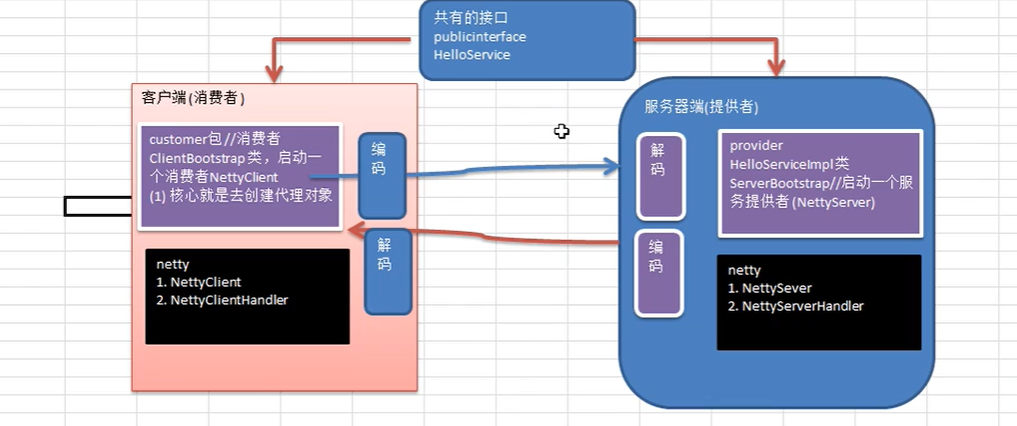 共有的接口
publicinterface
HelloService
客户端(消费者)
customer包//消费者
ClientBootstrap类，启动一
个消费者NettyClient
(1) 核心就是去创建代理对象
编
码
解
码
netty
1. NettyClient
2. NettyClientHandler
服务器端(提供者)
解
码
编
码
provider
HelloServiceImpl类
ServerBootstrap//启动一个服
务提供者(NettyServer)
netty
1. NettySever
2. NettyServerHandler